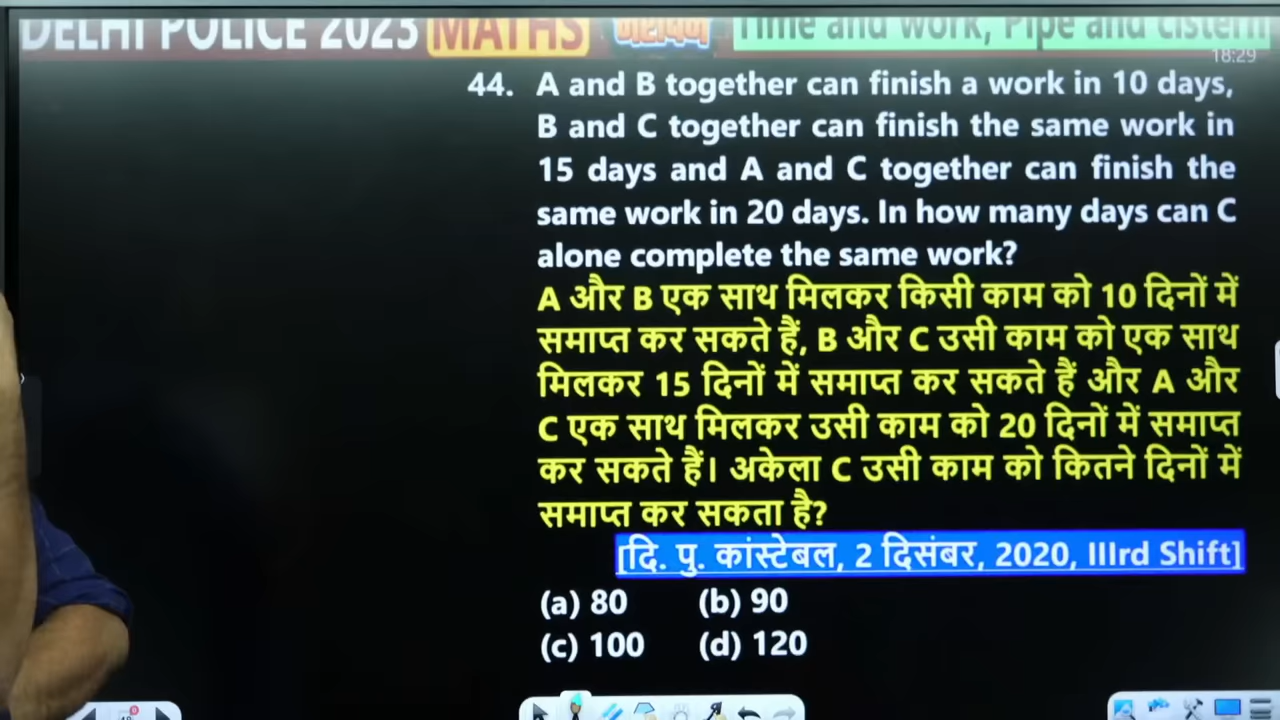 DELHI POLICE 2023 MATHS महापैक Time and work, Pipe and cistern
18:29
44. A and B together can finish a work in 10 days,
B and C together can finish the same work in
15 days and A and C together can finish the
same work in 20 days. In how many days can C
alone complete the same work?
A और B एक साथ मिलकर किसी काम को 10 दिनों में
समाप्त कर सकते हैं, B और C उसी काम को एक साथ
मिलकर 15 दिनों में समाप्त कर सकते हैं और A और
C एक साथ मिलकर उसी काम को 20 दिनों में समाप्त
कर सकते हैं। अकेला C उसी काम को कितने दिनों में
समाप्त कर सकता है?
[दि. पु. कांस्टेबल, 2 दिसंबर, 2020, IIIrd Shift]
(a) 80 (b) 90
(c) 100 (d) 120